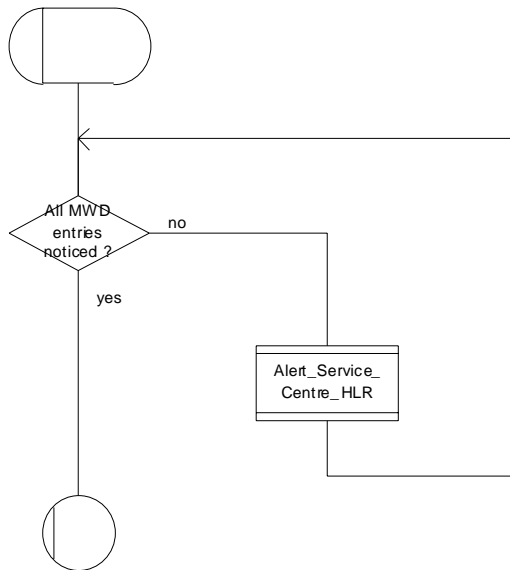 All MWD
entries
noticed ?
no
yes
Alert_Service_
Centre_HLR